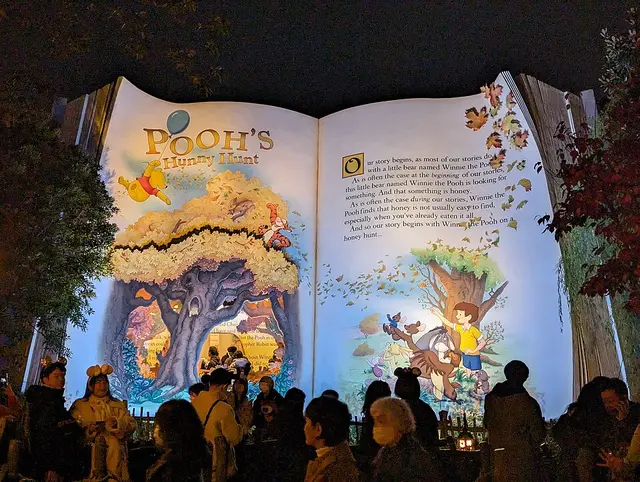 POOH'S
Hunny Hunt
Our story begins, as most of our stories do,
with a little bear named Winnie the Pooh.
this little bear named Winnie the Pooh is looking for
As is often the case at the beginning of our stories,
something. And that something is honey.
As is often the case during our stories, Winnie the
Pooh finds that honey is not usually easy to find,
especially when you've already eaten it all.
And so our story begins with Winnie the Pooh on a
honey hunt...